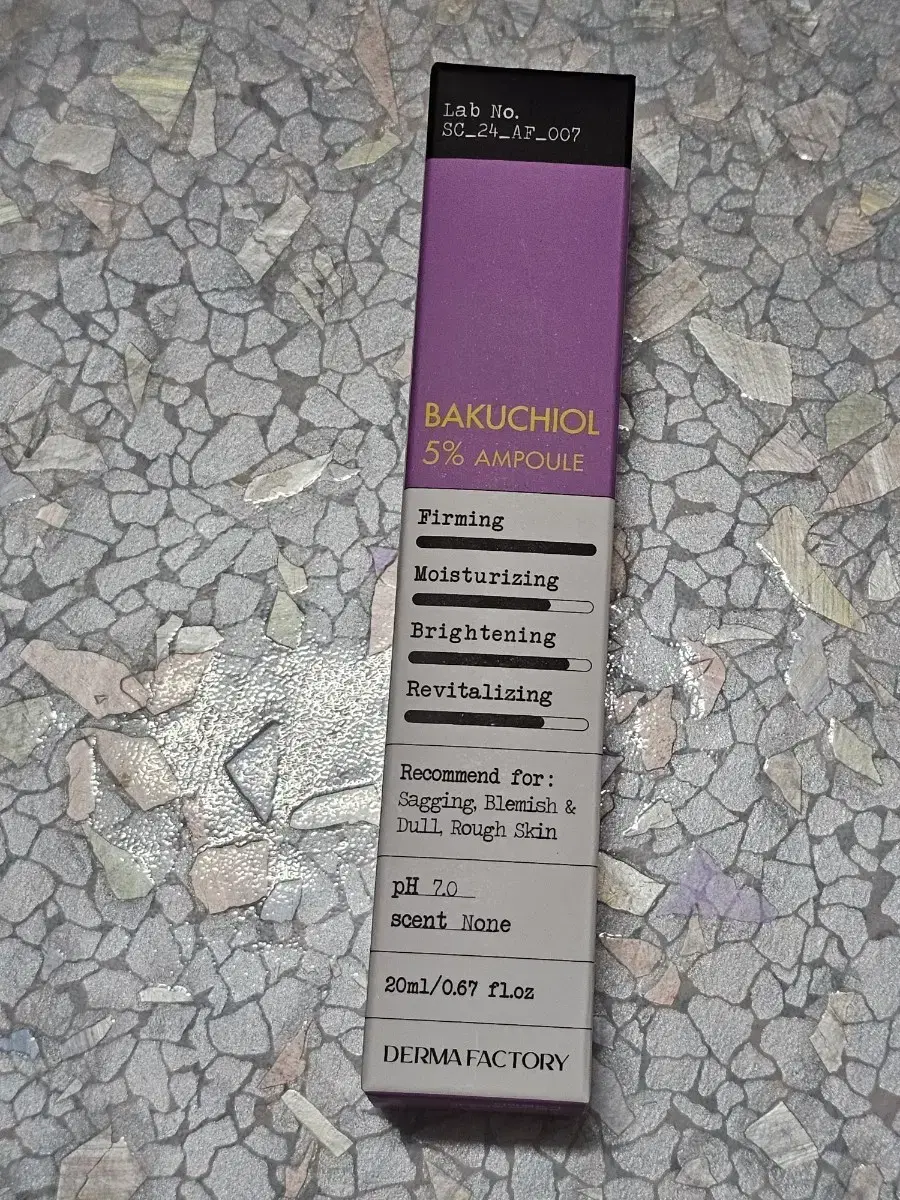 Lab No.
SC_24_AF_007
BAKUCHIOL
5% AMPOULE
Firming
Moisturizing
Brightening
Revitalizing
Recommend for:
Sagging, Blemish &
Dull, Rough Skin
pH 7.0
scent None
20ml/0.67 fl.oz
DERMA FACTORY